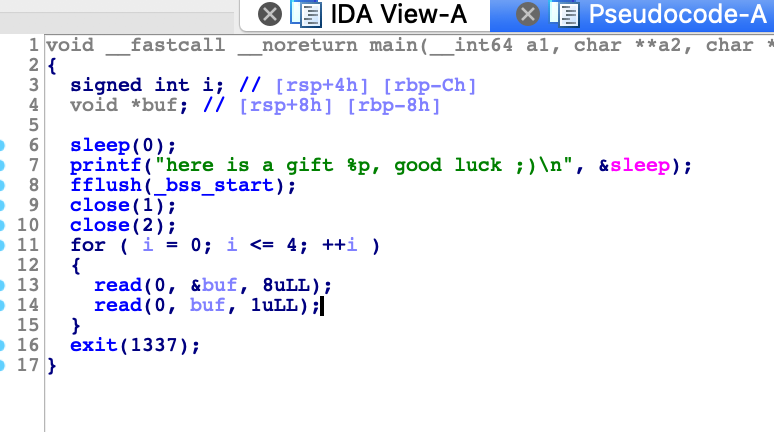 IDA View-A Pseudocode-A
1 void __fastcall __noreturn main(__int64 a1, char **a2, char *
2 {
3   signed int i; // [rsp+4h] [rbp-Ch]
4   void *buf; // [rsp+8h] [rbp-8h]
5
6   sleep(0);
7   printf("here is a gift %p, good luck ;)\n", &sleep);
8   fflush(_bss_start);
9   close(1);
10   close(2);
11   for ( i = 0; i <= 4; ++i )
12   {
13     read(0, &buf, 8uLL);
14     read(0, buf, 1uLL);
15   }
16   exit(1337);
17 }